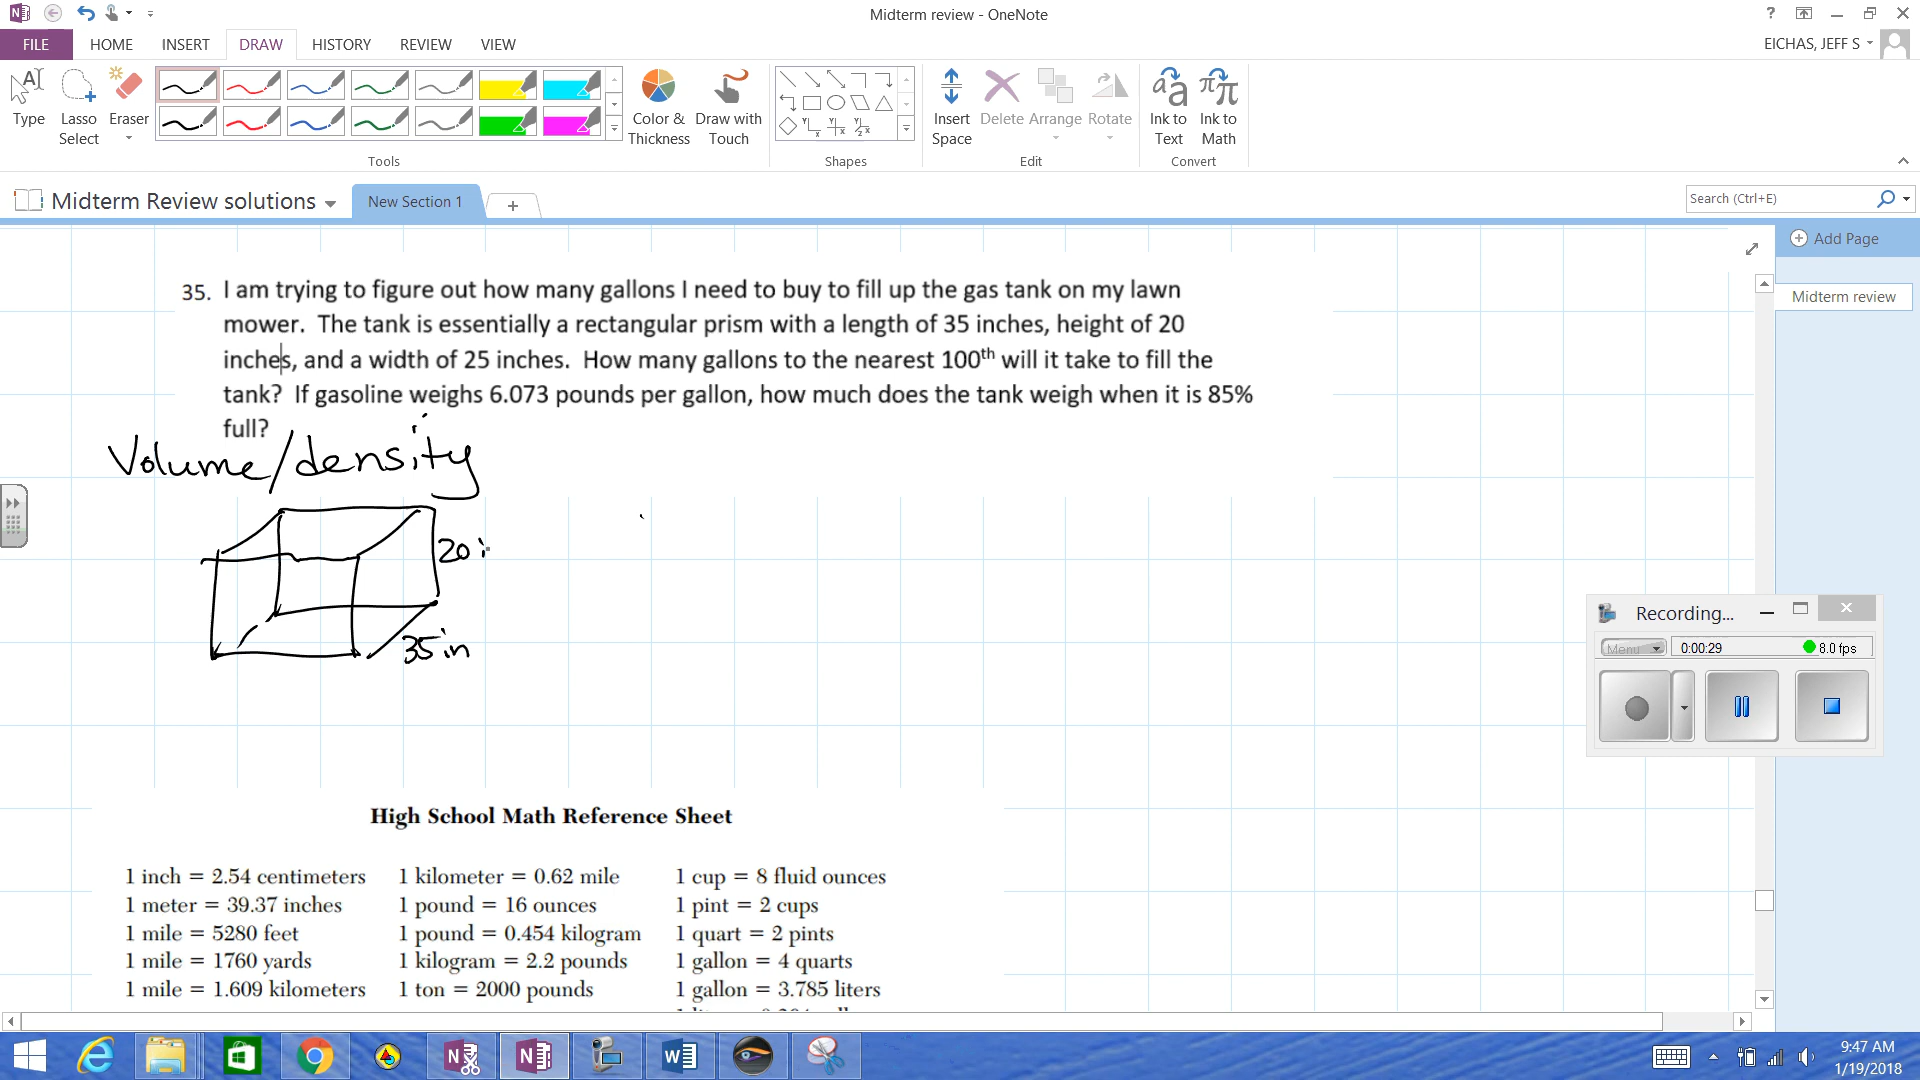 Midterm review - OneNote
?
FILE HOME INSERT DRAW HISTORY REVIEW VIEW
EICHAS, JEFF S
Type
Lasso Select
Eraser
Color & Thickness
Draw with Touch
Insert Space
Delete
Arrange
Rotate
Ink to Text
Ink to Math
Tools
Shapes
Edit
Convert
Midterm Review solutions
New Section 1
+
Search (Ctrl+E)
Add Page
Midterm review
35. I am trying to figure out how many gallons I need to buy to fill up the gas tank on my lawn
mower. The tank is essentially a rectangular prism with a length of 35 inches, height of 20
inches, and a width of 25 inches. How many gallons to the nearest 100th will it take to fill the
tank? If gasoline weighs 6.073 pounds per gallon, how much does the tank weigh when it is 85%
full?
Volume/density
20 i
35 in
Recording...
Menu
0:00:29
8.0 fps
High School Math Reference Sheet
1 inch = 2.54 centimeters 1 kilometer = 0.62 mile 1 cup = 8 fluid ounces
1 meter = 39.37 inches 1 pound = 16 ounces 1 pint = 2 cups
1 mile = 5280 feet 1 pound = 0.454 kilogram 1 quart = 2 pints
1 mile = 1760 yards 1 kilogram = 2.2 pounds 1 gallon = 4 quarts
1 mile = 1.609 kilometers 1 ton = 2000 pounds 1 gallon = 3.785 liters
9:47 AM
1/19/2018